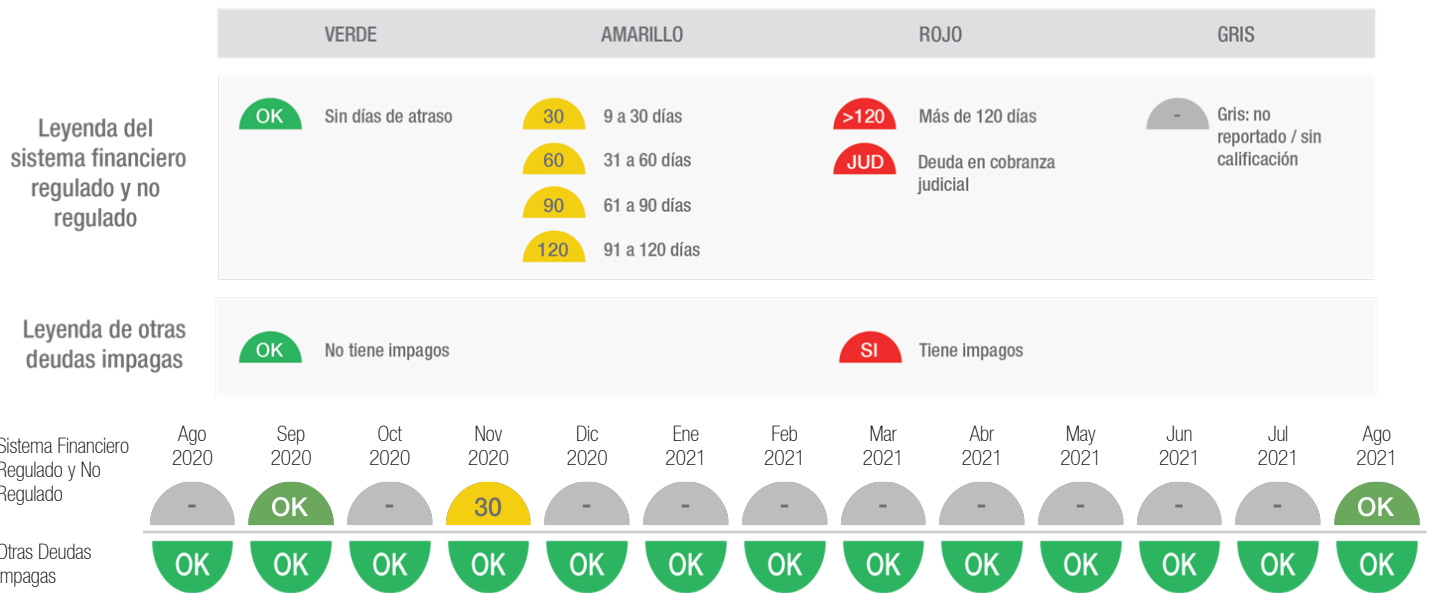 VERDE AMARILLO ROJO GRIS
Leyenda del
sistema financiero
regulado y no
regulado
OK Sin días de atraso
30 9 a 30 días
60 31 a 60 días
90 61 a 90 días
120 91 a 120 días
>120 Más de 120 días
JUD Deuda en cobranza
judicial
- Gris: no
reportado / sin
calificación
Leyenda de otras
deudas impagas
OK No tiene impagos
SI Tiene impagos
Sistema Financiero
Regulado y No
Regulado
Ago Sep Oct Nov Dic Ene Feb Mar Abr May Jun Jul Ago
2020 2020 2020 2020 2020 2021 2021 2021 2021 2021 2021 2021 2021
- OK - 30 - - - - - - - - OK
Otras Deudas
Impagas
OK OK OK OK OK OK OK OK OK OK OK OK OK